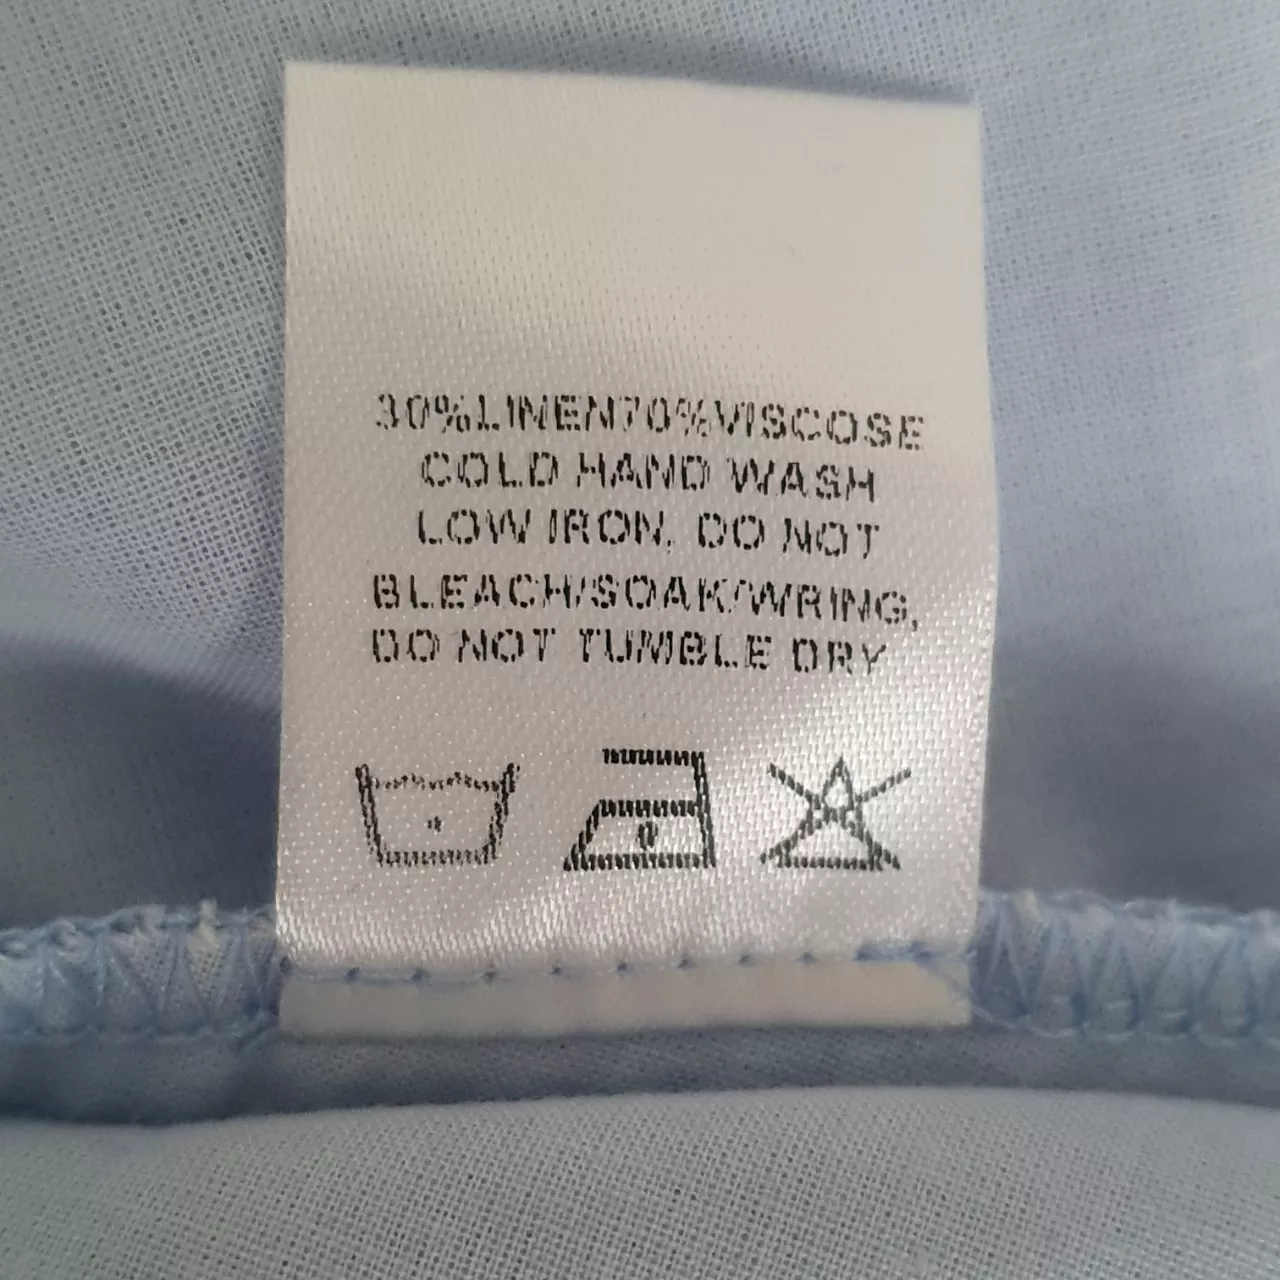 30%LINEN70%VISCOSE
COLD HAND WASH
LOW IRON, DO NOT
BLEACH/SOAK/WRING,
DO NOT TUMBLE DRY